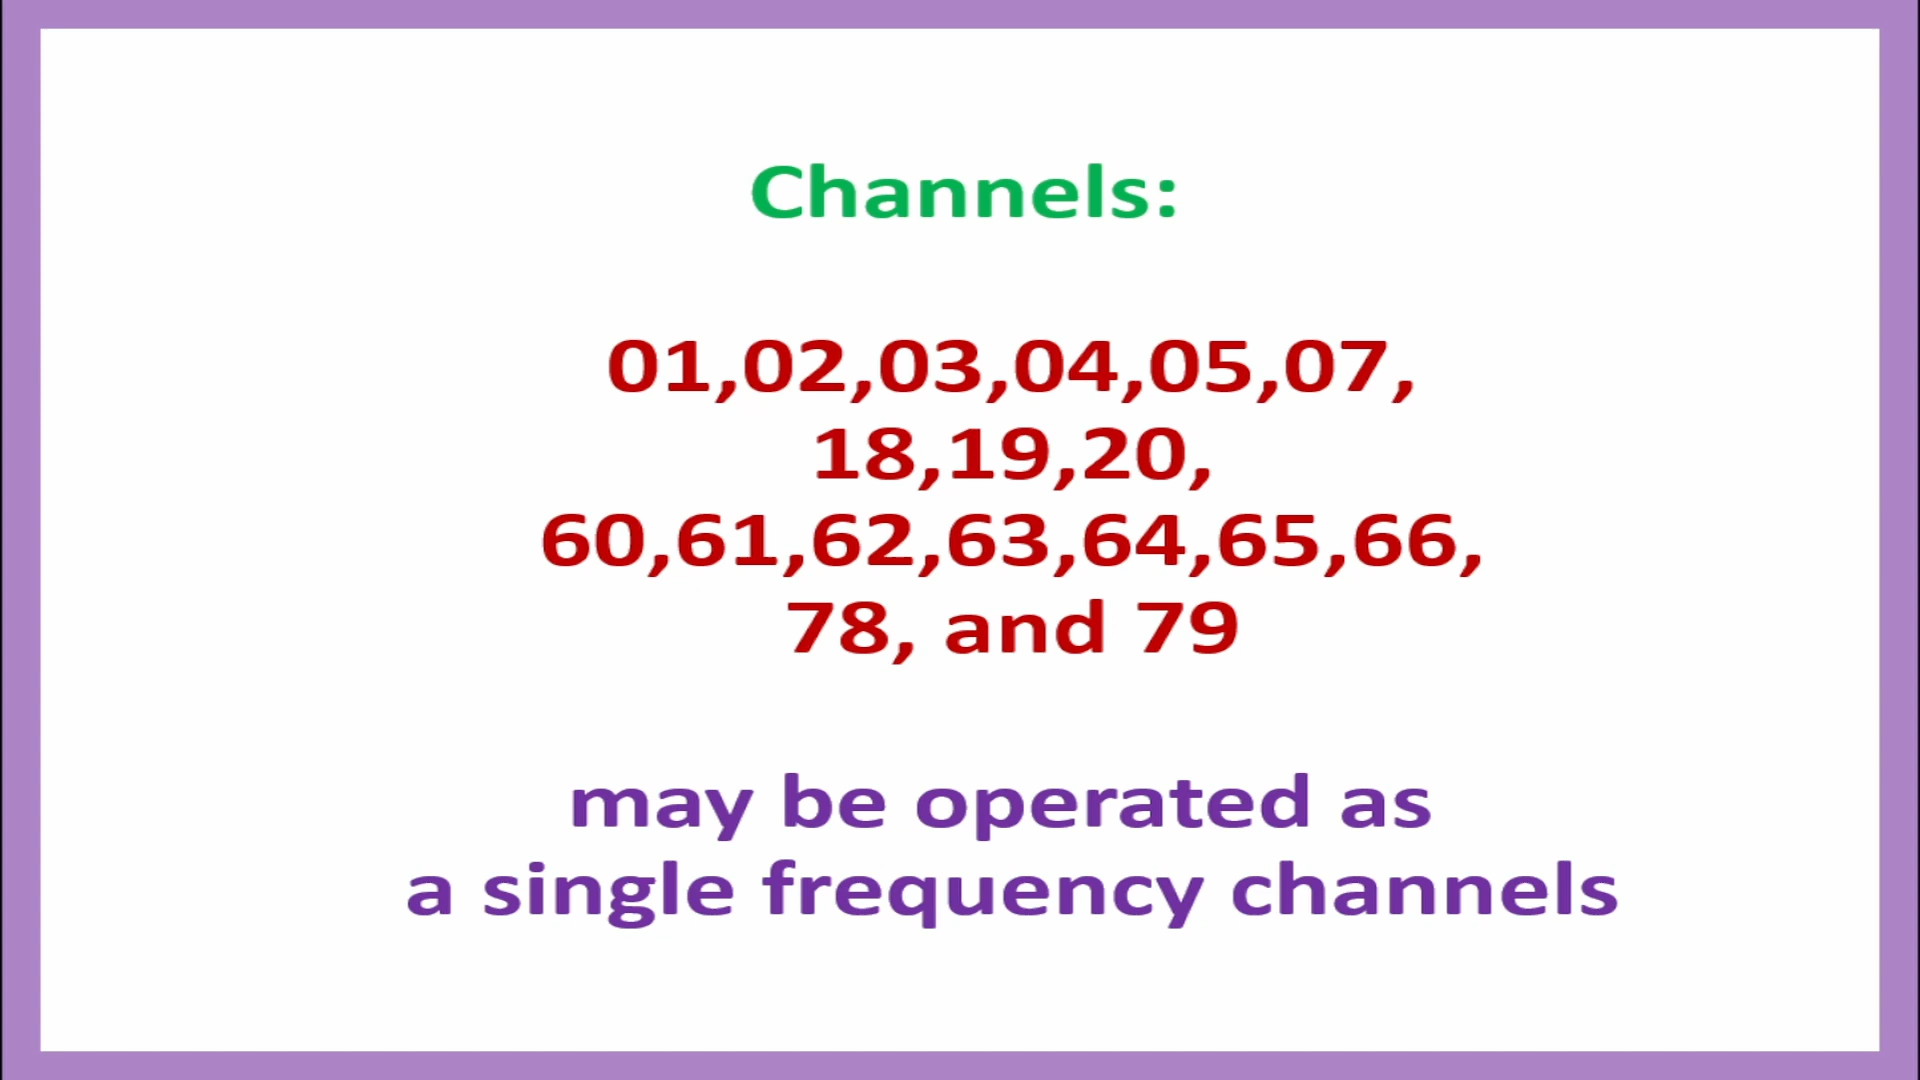 Channels:
01,02,03,04,05,07,
18,19,20,
60,61,62,63,64,65,66,
78, and 79
may be operated as
a single frequency channels